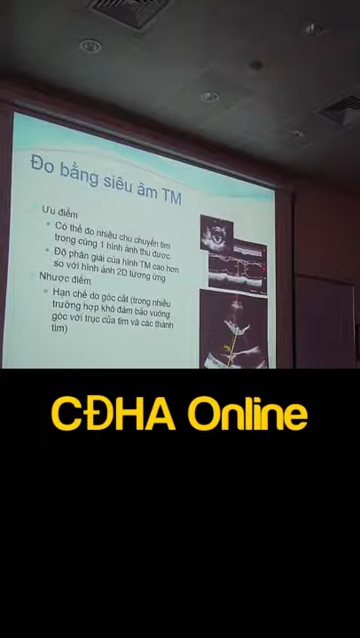 Đo bằng siêu âm TM
Ưu điểm
Có thể đo nhiều chu chuyển tim
trong cùng 1 hình ảnh thu được
Độ phân giải của hình TM cao hơn
so với hình ảnh 2D tương ứng
Nhược điểm
Hạn chế do góc cắt (trong nhiều
trường hợp khó đảm bảo vuông
góc với trục của tim và các thành
tim)
CĐHA Online